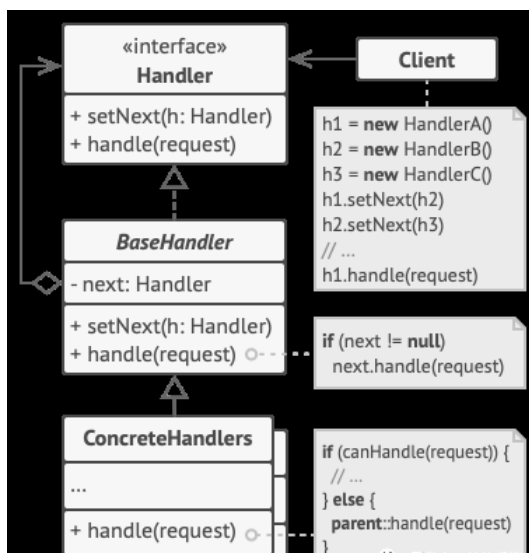 «interface»
Handler
+ setNext(h: Handler)
+ handle(request)
Client
h1 = new HandlerA()
h2 = new HandlerB()
h3 = new HandlerC()
h1.setNext(h2)
h2.setNext(h3)
// ...
h1.handle(request)
BaseHandler
- next: Handler
+ setNext(h: Handler)
+ handle(request)
if (next != null)
next.handle(request)
ConcreteHandlers
...
+ handle(request)
if (canHandle(request)) {
// ...
} else {
parent::handle(request)
}